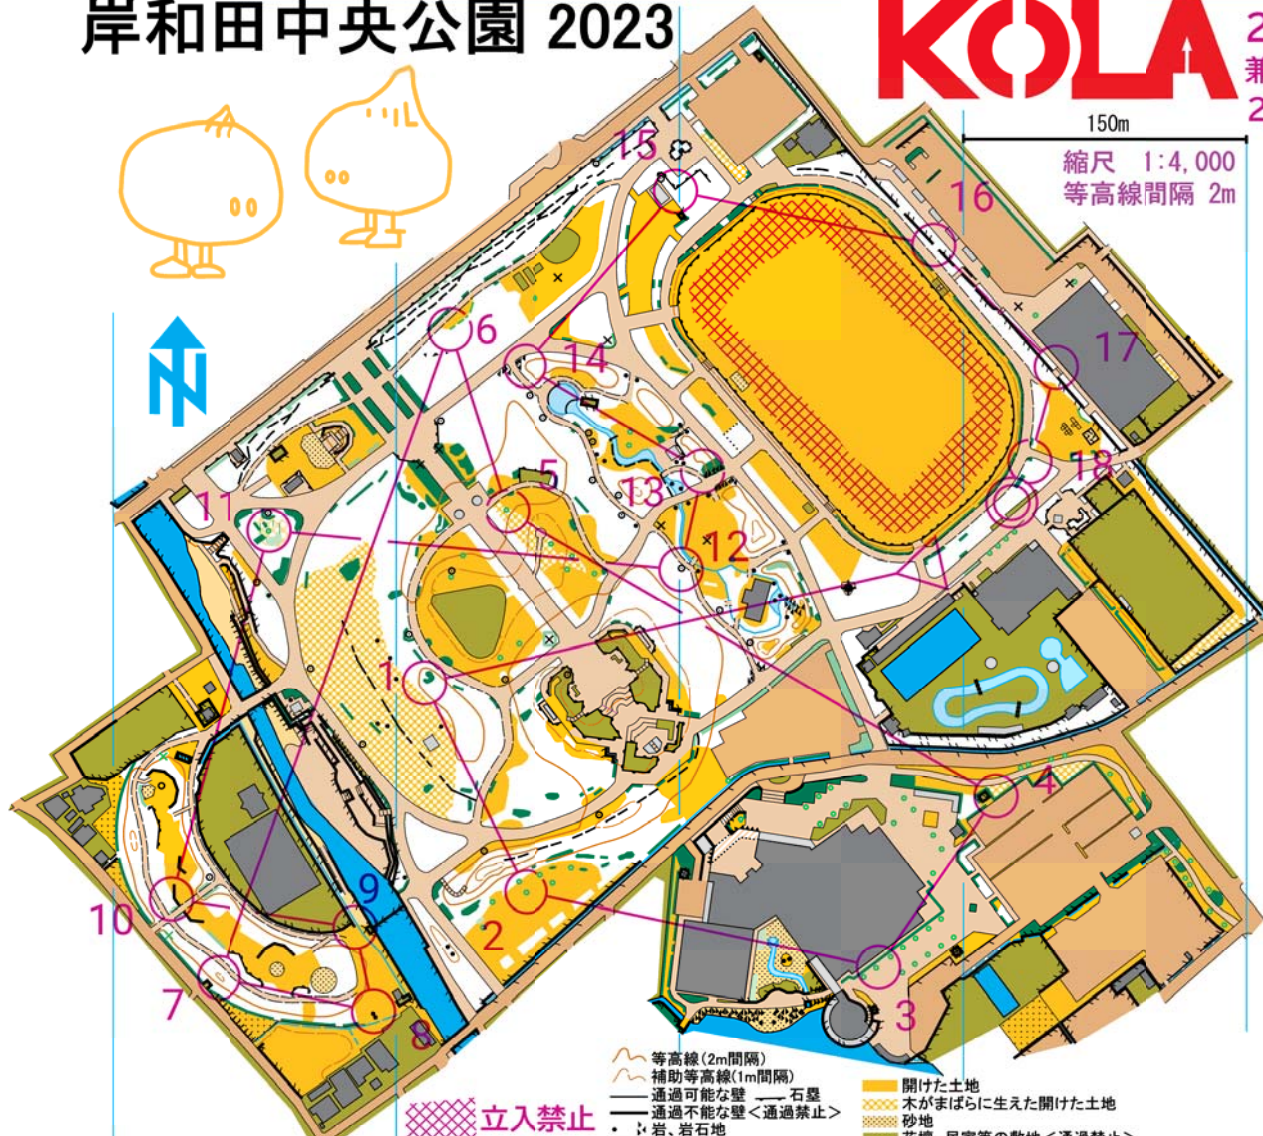 岸和田中央公園 2023
KOLA
2
兼
2
150m
縮尺 1:4,000
等高線間隔 2m
15
16
6
14
17
5
13
18
11
12
1
1
4
9
10
2
7
3
8
等高線(2m間隔)
補助等高線(1m間隔)
通過可能な壁 石塁
通過不能な壁<通過禁止>
岩、岩石地
立入禁止
開けた土地
木がまばらに生えた開けた土地
砂地